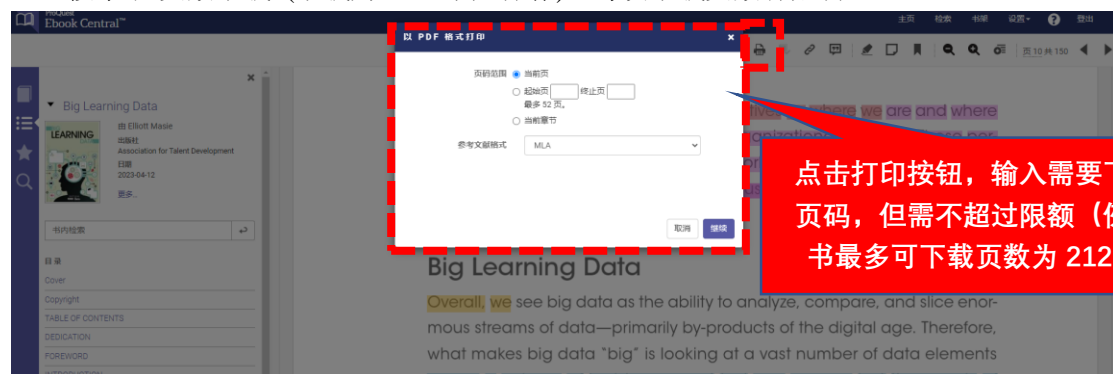 ProQuest
Ebook Central™
主页 检索 书架 设置 ? 登出
以 PDF 格式打印 ×
页 10 共 150
页码范围 当前页
起始页 终止页
最多 52 页。
当前章节
参考文献格式 MLA
取消 继续
×
Big Learning Data
LEARNING
由 Elliott Masie
出版社
Association for Talent Development
日期
2023-04-12
更多...
书内检索
目录
Cover
Copyright
TABLE OF CONTENTS
DEDICATION
FOREWORD
where we are and where
点击打印按钮，输入需要
页码，但需不超过限额（
书最多可下载页数为 212
Big Learning Data
Overall, we see big data as the ability to analyze, compare, and slice enor-
mous streams of data—primarily by-products of the digital age. Therefore,
what makes big data "big" is looking at a vast number of data elements